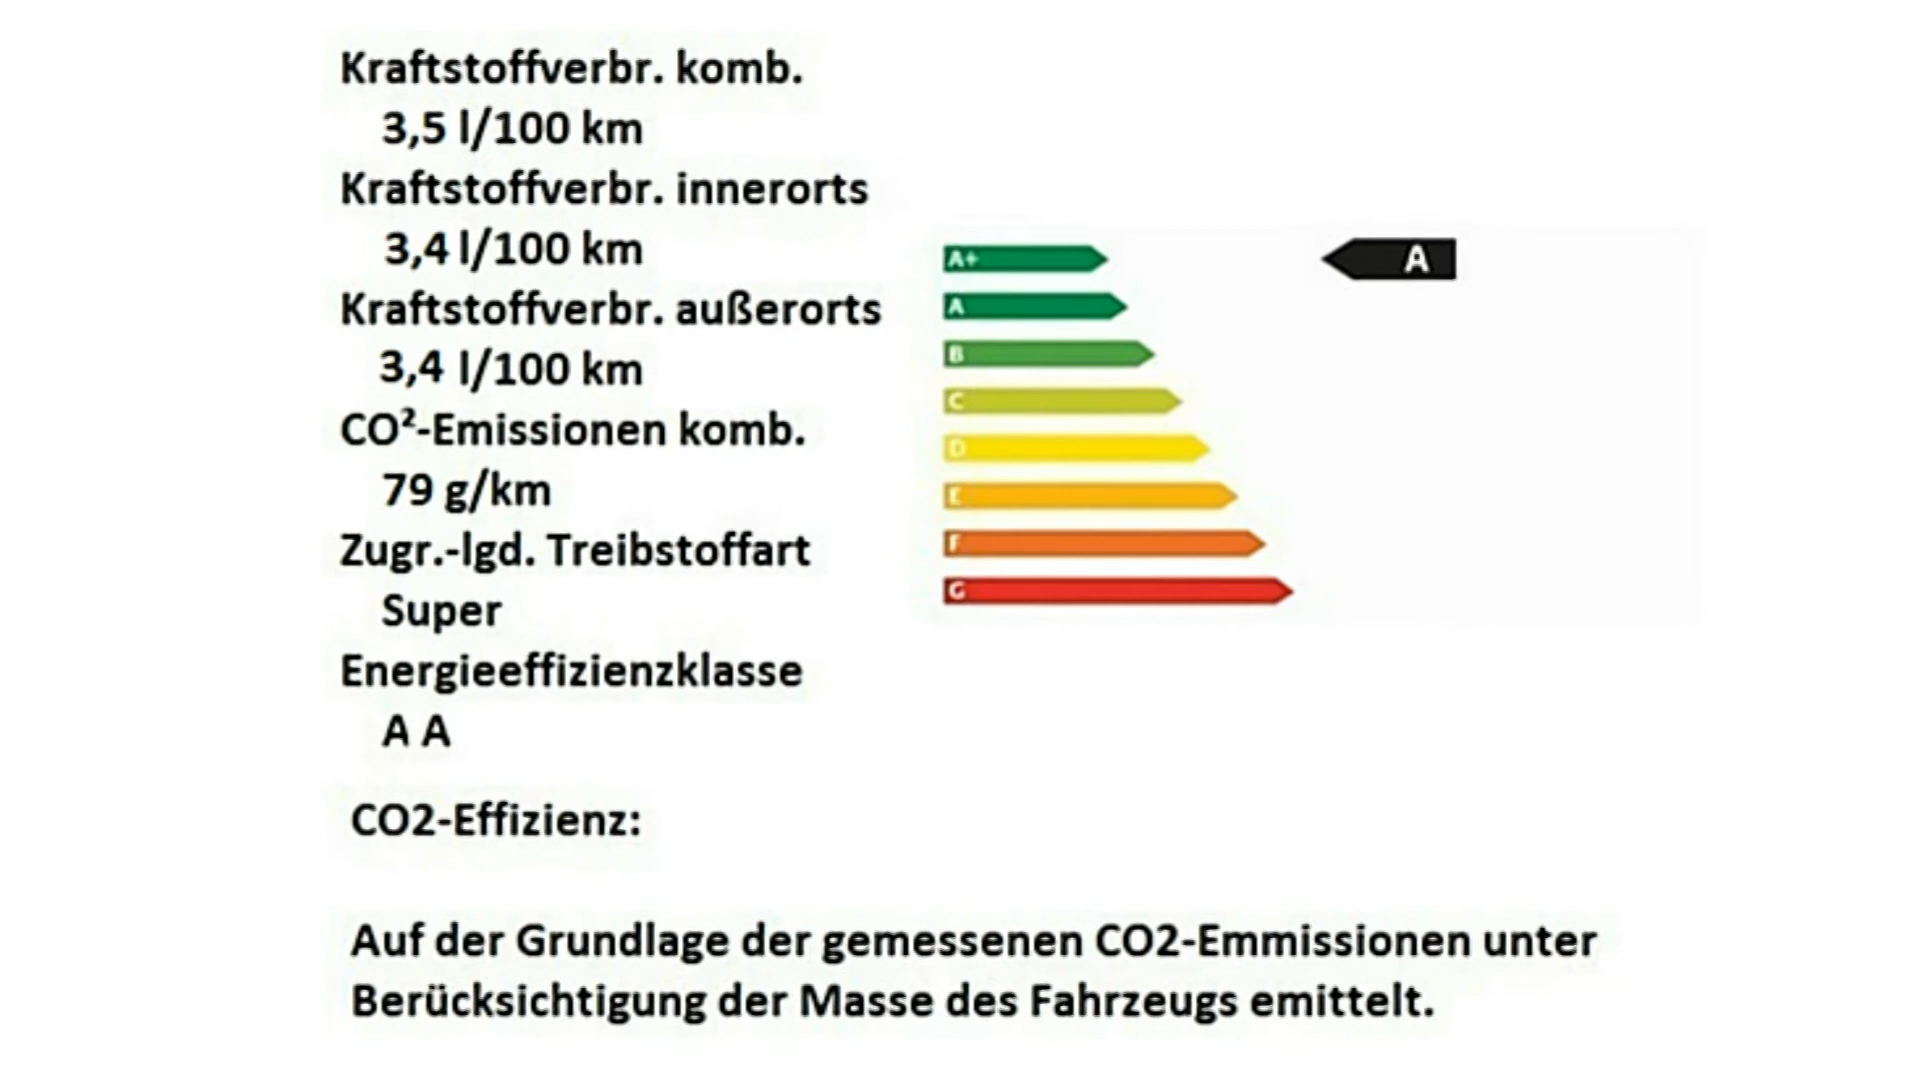 Kraftstoffverbr. komb.
3,5 l/100 km
Kraftstoffverbr. innerorts
3,4 l/100 km
Kraftstoffverbr. außerorts
3,4 l/100 km
CO²-Emissionen komb.
79 g/km
Zugr.-lgd. Treibstoffart
Super
Energieeffizienzklasse
A A
A+
A
A
B
C
D
E
F
G
CO2-Effizienz:
Auf der Grundlage der gemessenen CO2-Emmissionen unter
Berücksichtigung der Masse des Fahrzeugs emittelt.